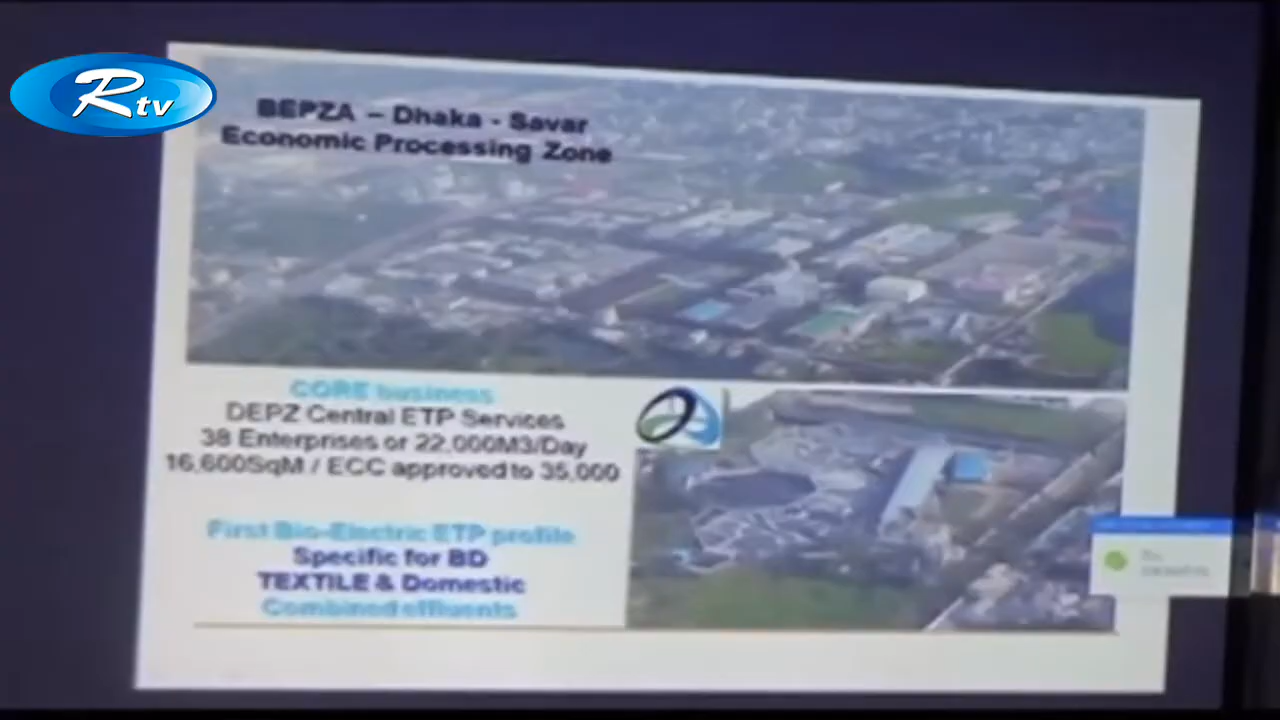 Rtv
BEPZA – Dhaka - Savar
Economic Processing Zone
CORE business
DEPZ Central ETP Services
38 Enterprises or 22,000M3/Day
16,600SqM / ECC approved to 35,000
First Bio-Electric ETP profile
Specific for BD
TEXTILE & Domestic
Combined effluents